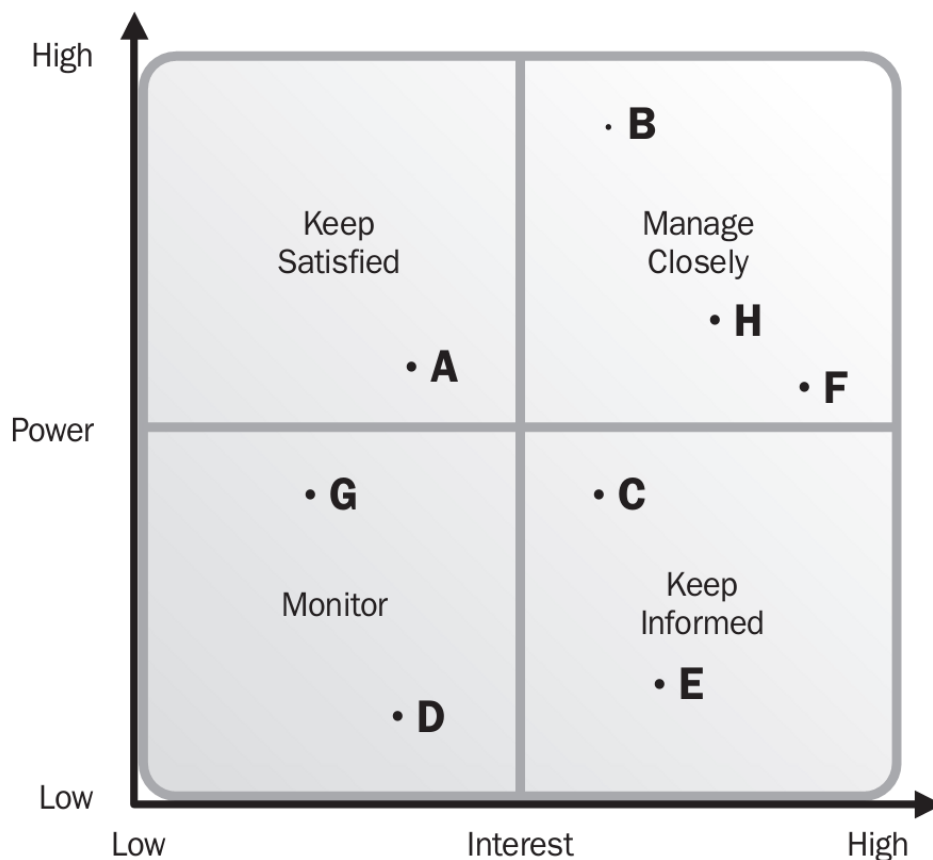 High
B
Keep
Satisfied
Manage
Closely
H
A
F
Power
G
C
Keep
Informed
Monitor
E
D
Low
Low
Interest
High